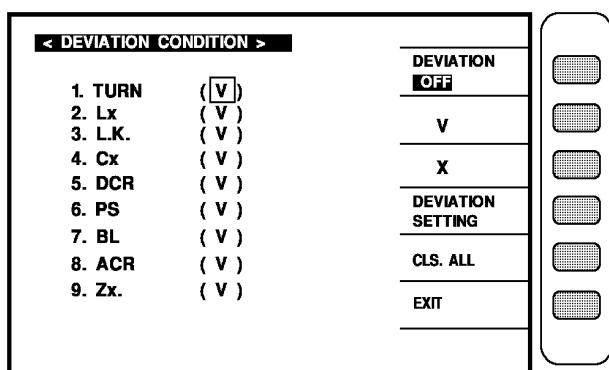 < DEVIATION CONDITION >
1. TURN ( V )
2. Lx ( V )
3. L.K. ( V )
4. Cx ( V )
5. DCR ( V )
6. PS ( V )
7. BL ( V )
8. ACR ( V )
9. Zx. ( V )
DEVIATION
OFF
V
X
DEVIATION
SETTING
CLS. ALL
EXIT